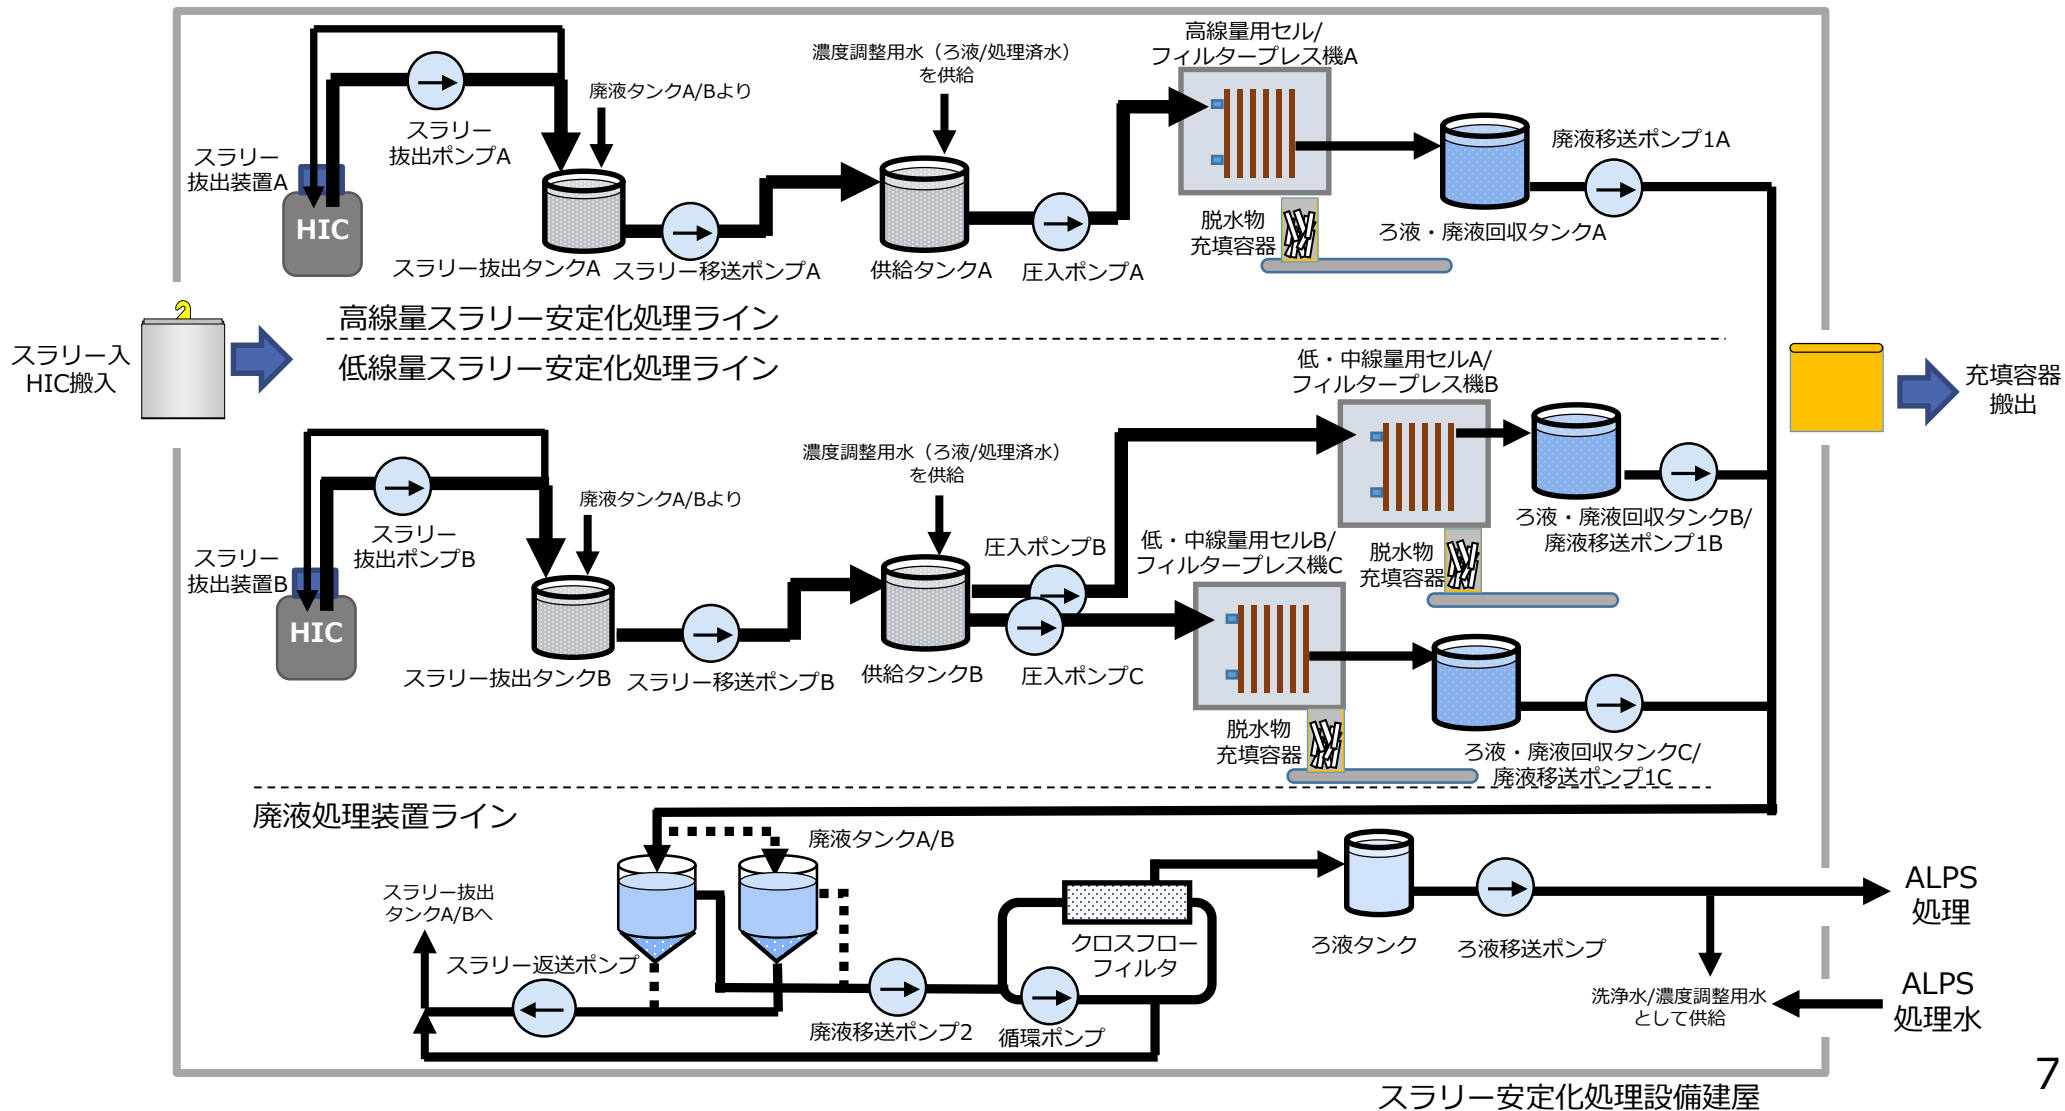 高線量用セル/
フィルタープレス機A
濃度調整用水（ろ液/処理済水）
を供給
廃液タンクA/Bより
スラリー
抜出ポンプA
スラリー
抜出装置A
HIC
廃液移送ポンプ1A
脱水物
充填容器
ろ液・廃液回収タンクA
スラリー抜出タンクA
スラリー移送ポンプA
供給タンクA
圧入ポンプA
高線量スラリー安定化処理ライン
スラリー入
HIC搬入
低線量スラリー安定化処理ライン
低・中線量用セルA/
フィルタープレス機B
充填容器
搬出
濃度調整用水（ろ液/処理済水）
を供給
廃液タンクA/Bより
スラリー
抜出ポンプB
スラリー
抜出装置B
HIC
圧入ポンプB
低・中線量用セルB/
フィルタープレス機C
脱水物
充填容器
ろ液・廃液回収タンクB/
廃液移送ポンプ1B
スラリー抜出タンクB
スラリー移送ポンプB
供給タンクB
圧入ポンプC
脱水物
充填容器
ろ液・廃液回収タンクC/
廃液移送ポンプ1C
廃液処理装置ライン
廃液タンクA/B
スラリー抜出
タンクA/Bへ
スラリー返送ポンプ
クロスフロー
フィルタ
ろ液タンク
ろ液移送ポンプ
ALPS
処理
廃液移送ポンプ2
循環ポンプ
洗浄水/濃度調整用水
として供給
ALPS
処理水
スラリー安定化処理設備建屋
7